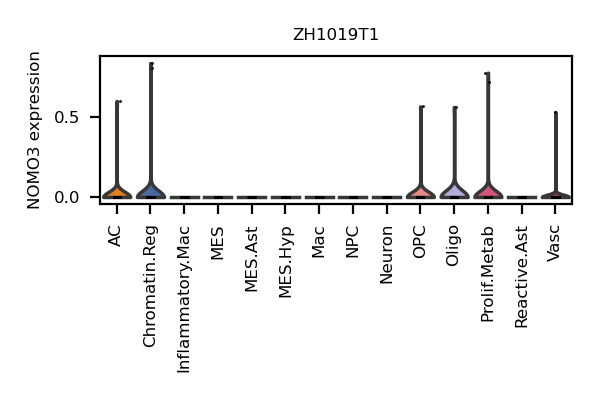 ZH1019T1
NOMO3 expression
0.5
0.0
AC
Chromatin.Reg
Inflammatory.Mac
MES
MES.Ast
MES.Hyp
Mac
NPC
Neuron
OPC
Oligo
Prolif.Metab
Reactive.Ast
Vasc